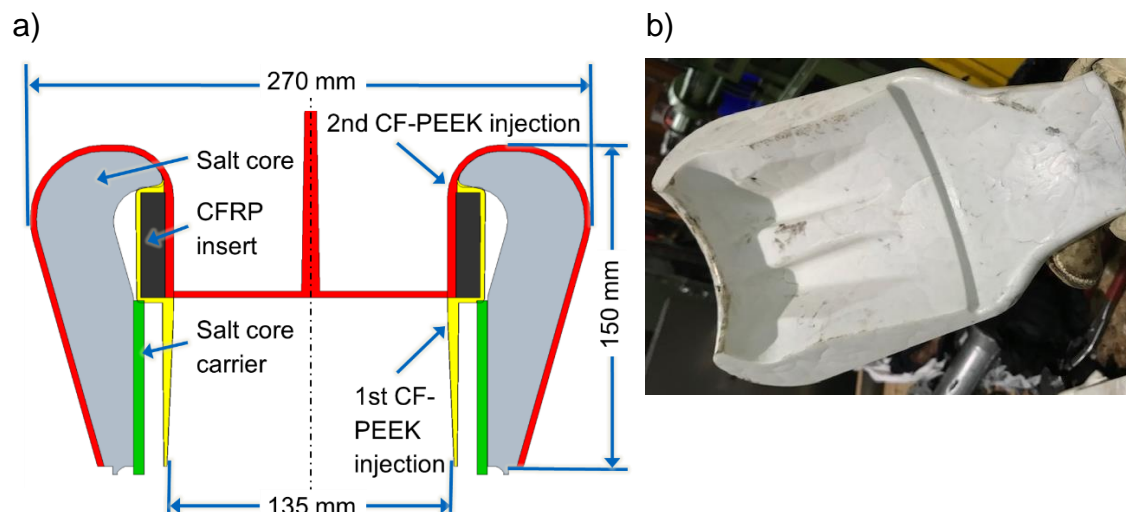 a)
b)
270 mm
2nd CF-PEEK injection
Salt core
CFRP
insert
Salt core
carrier
150 mm
1st CF-
PEEK
injection
135 mm